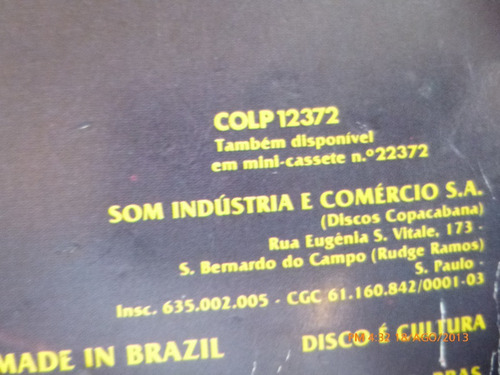 COLP 12372
Também disponível
em mini-cassete n.º 22372
SOM INDÚSTRIA E COMÉRCIO S.A.
(Discos Copacabana)
Rua Eugênia S. Vitale, 173 -
S. Bernardo do Campo (Rudge Ramos)
S. Paulo -
Insc. 635.002.005 - CGC 61.160.842/0001-03
MADE IN BRAZIL
DISCO É CULTURA